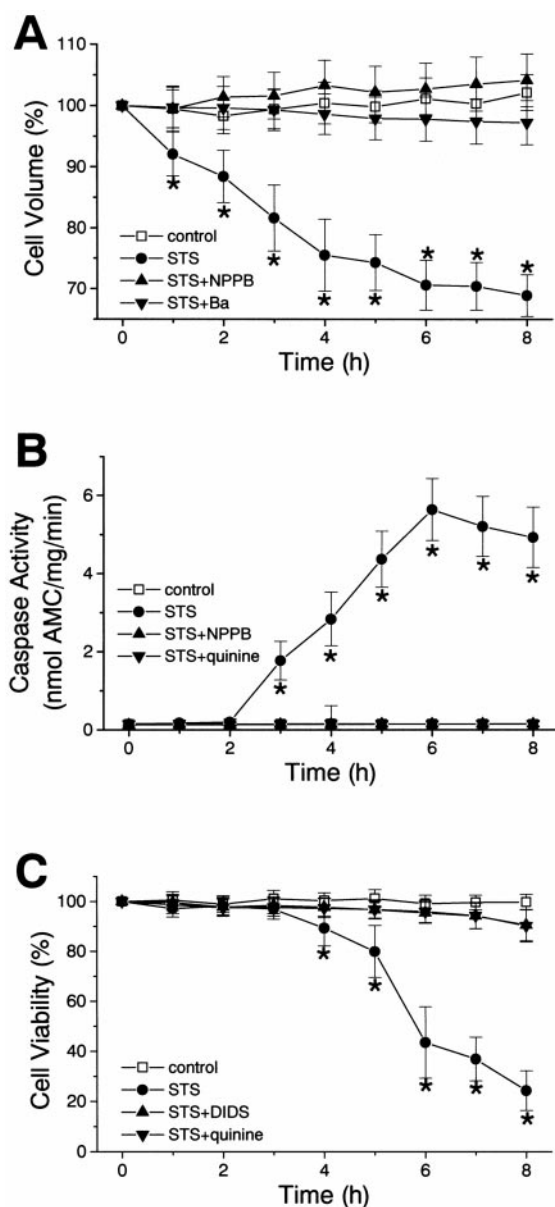 A
110
100
90
80
70
Cell Volume (%)
*
*
*
*
*
*
*
*
control
STS
STS+NPPB
STS+Ba
0
2
4
6
8
Time (h)
B
6
4
2
0
Caspase Activity
(nmol AMC/mg/min)
control
STS
STS+NPPB
STS+quinine
*
*
*
*
*
*
0
2
4
6
8
Time (h)
C
100
80
60
40
20
0
Cell Viability (%)
*
*
*
*
*
control
STS
STS+DIDS
STS+quinine
0
2
4
6
8
Time (h)